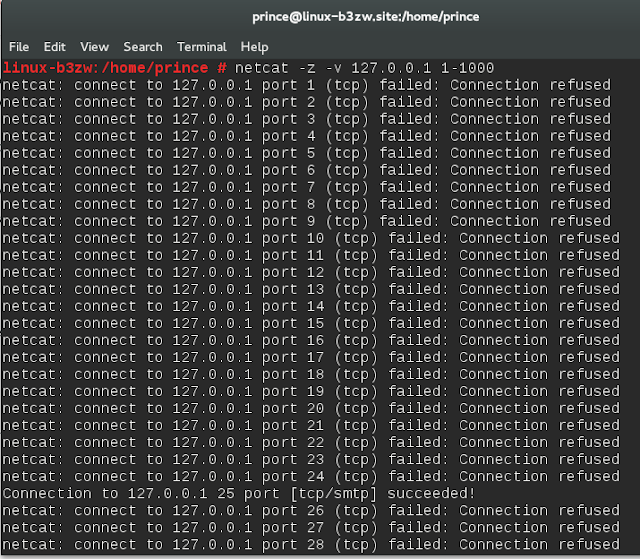 prince@linux-b3zw.site:/home/prince
File Edit View Search Terminal Help
linux-b3zw:/home/prince # netcat -z -v 127.0.0.1 1-1000
netcat: connect to 127.0.0.1 port 1 (tcp) failed: Connection refused
netcat: connect to 127.0.0.1 port 2 (tcp) failed: Connection refused
netcat: connect to 127.0.0.1 port 3 (tcp) failed: Connection refused
netcat: connect to 127.0.0.1 port 4 (tcp) failed: Connection refused
netcat: connect to 127.0.0.1 port 5 (tcp) failed: Connection refused
netcat: connect to 127.0.0.1 port 6 (tcp) failed: Connection refused
netcat: connect to 127.0.0.1 port 7 (tcp) failed: Connection refused
netcat: connect to 127.0.0.1 port 8 (tcp) failed: Connection refused
netcat: connect to 127.0.0.1 port 9 (tcp) failed: Connection refused
netcat: connect to 127.0.0.1 port 10 (tcp) failed: Connection refused
netcat: connect to 127.0.0.1 port 11 (tcp) failed: Connection refused
netcat: connect to 127.0.0.1 port 12 (tcp) failed: Connection refused
netcat: connect to 127.0.0.1 port 13 (tcp) failed: Connection refused
netcat: connect to 127.0.0.1 port 14 (tcp) failed: Connection refused
netcat: connect to 127.0.0.1 port 15 (tcp) failed: Connection refused
netcat: connect to 127.0.0.1 port 16 (tcp) failed: Connection refused
netcat: connect to 127.0.0.1 port 17 (tcp) failed: Connection refused
netcat: connect to 127.0.0.1 port 18 (tcp) failed: Connection refused
netcat: connect to 127.0.0.1 port 19 (tcp) failed: Connection refused
netcat: connect to 127.0.0.1 port 20 (tcp) failed: Connection refused
netcat: connect to 127.0.0.1 port 21 (tcp) failed: Connection refused
netcat: connect to 127.0.0.1 port 22 (tcp) failed: Connection refused
netcat: connect to 127.0.0.1 port 23 (tcp) failed: Connection refused
netcat: connect to 127.0.0.1 port 24 (tcp) failed: Connection refused
Connection to 127.0.0.1 25 port [tcp/smtp] succeeded!
netcat: connect to 127.0.0.1 port 26 (tcp) failed: Connection refused
netcat: connect to 127.0.0.1 port 27 (tcp) failed: Connection refused
netcat: connect to 127.0.0.1 port 28 (tcp) failed: Connection refused